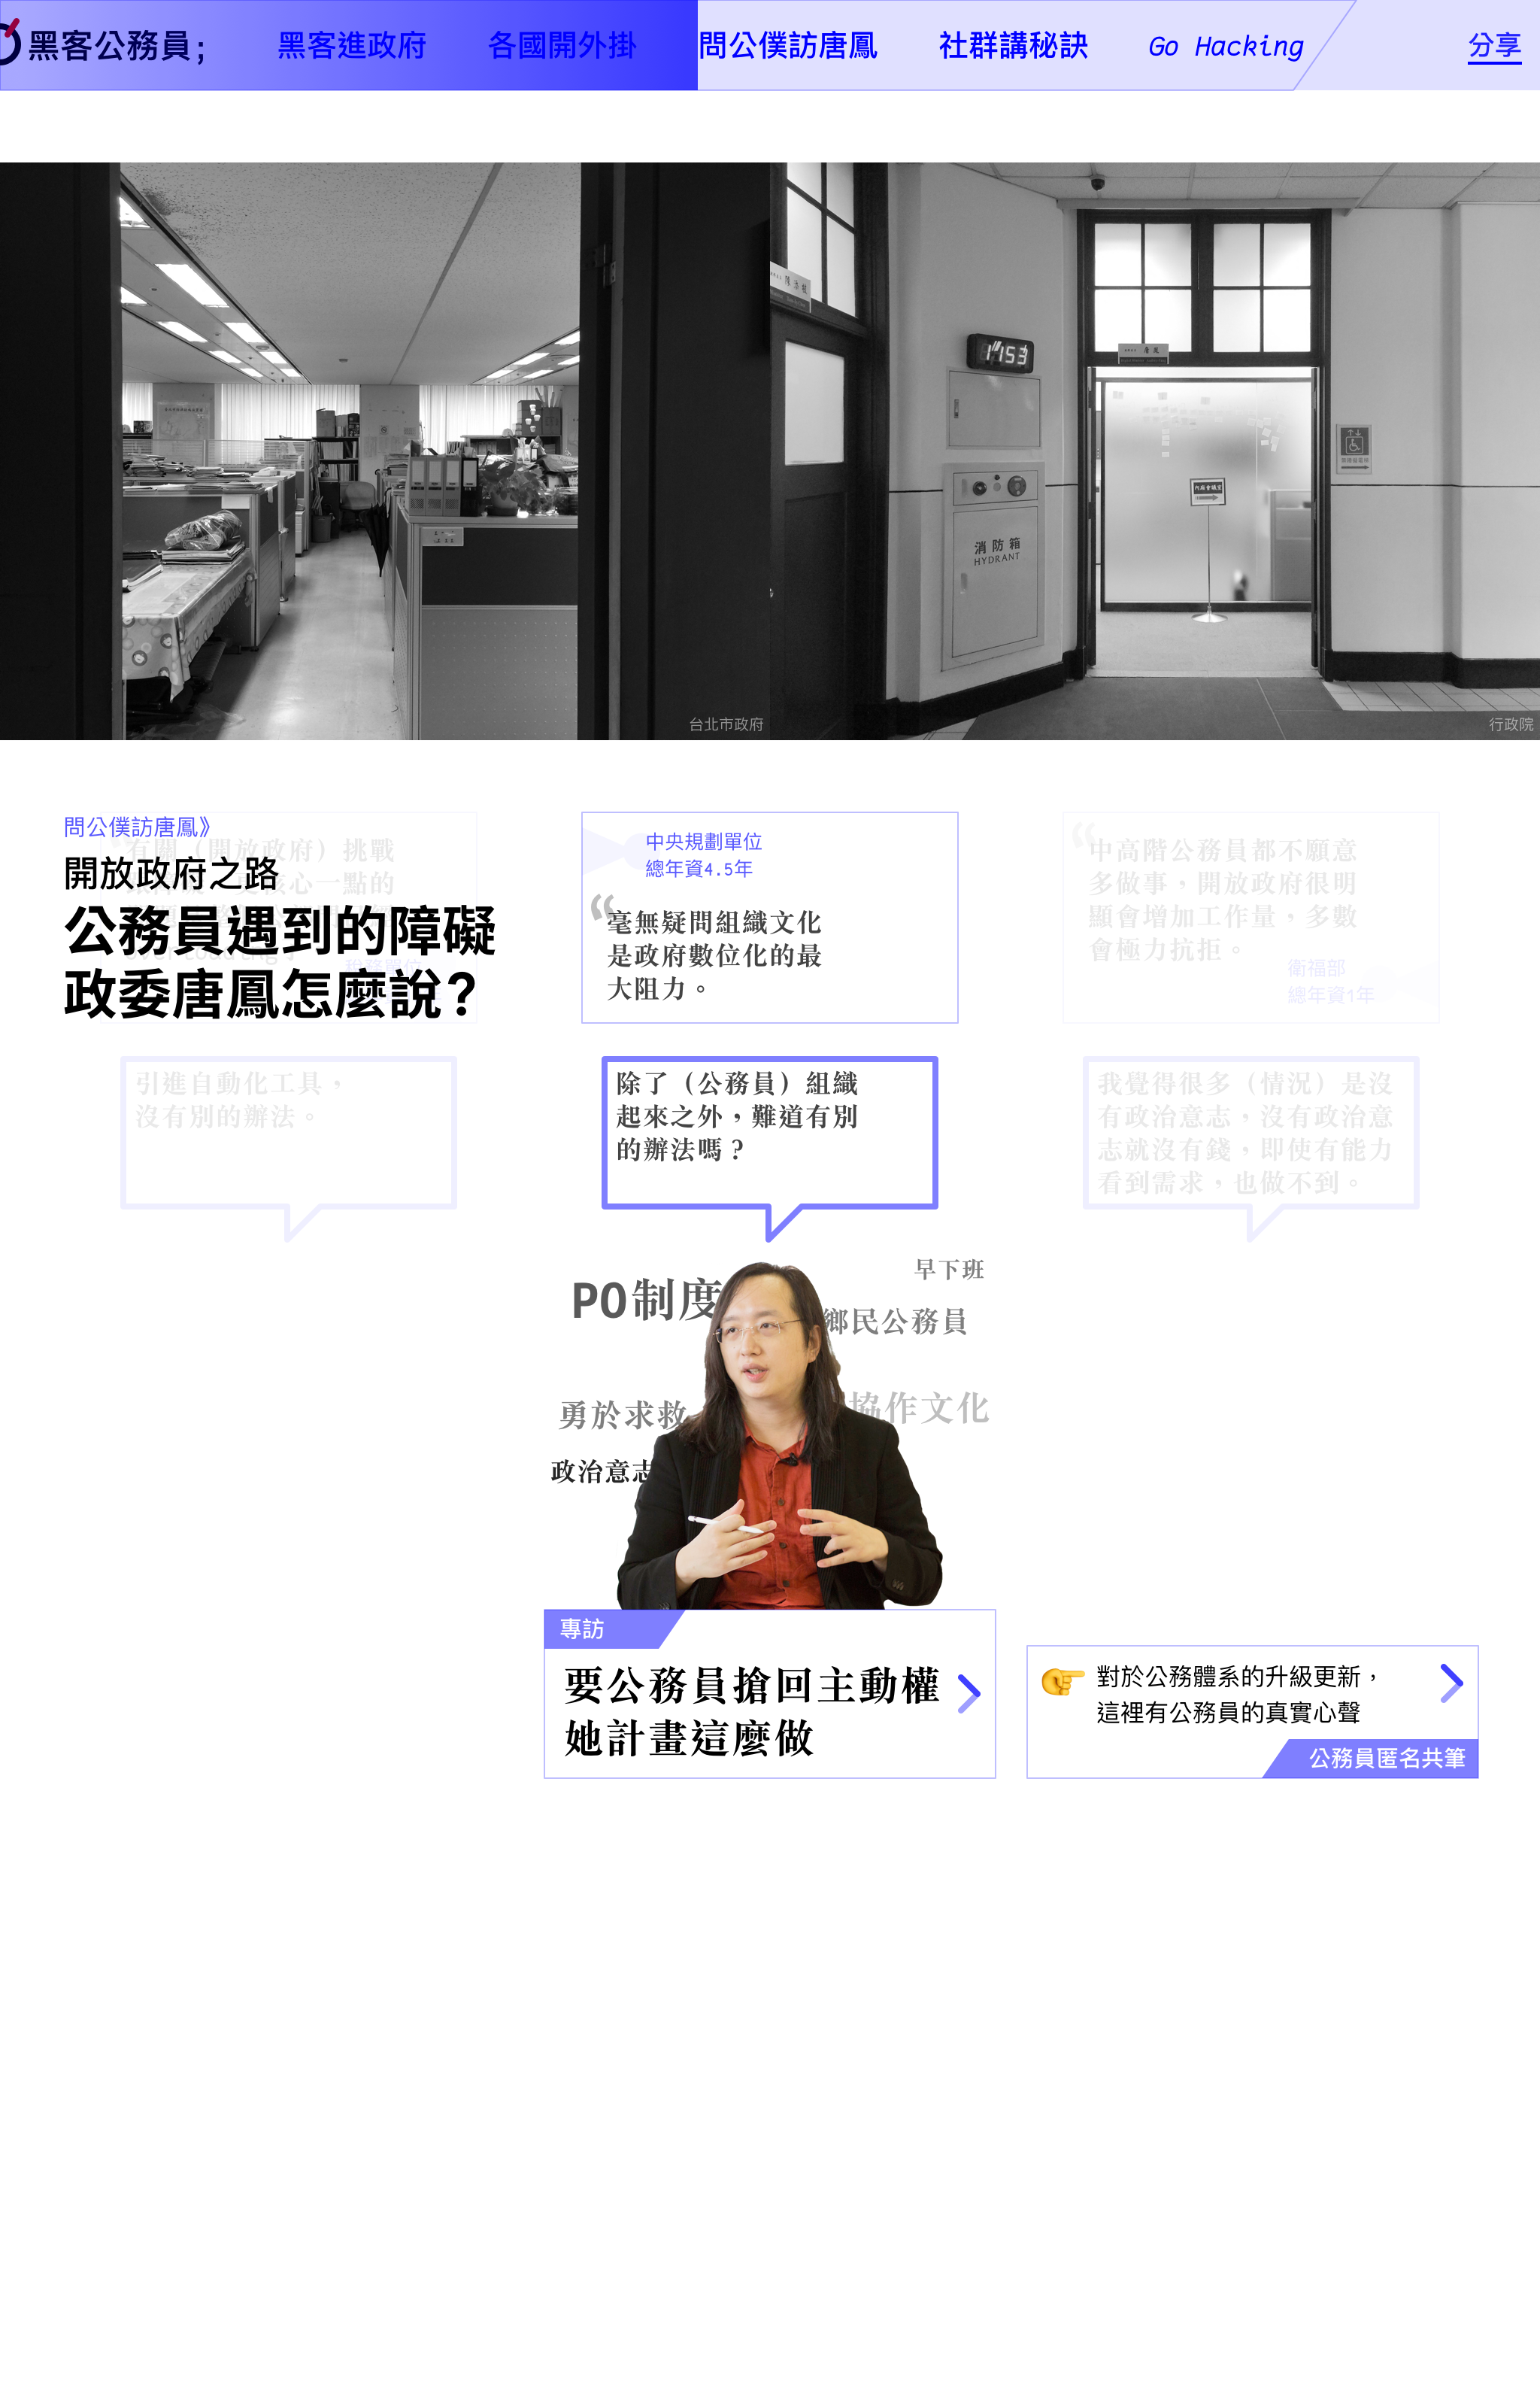 黑客公務員;
黑客進政府
各國開外掛
問公僕訪唐鳳
社群講秘訣
Go Hacking
分享
1453
唐鳳
消防箱
HYDRANT
內廳會議室
台北市政府
行政院
問公僕訪唐鳳》
開放政府之路
公務員遇到的障礙
政委唐鳳怎麼說？
有關（開放政府）挑戰
稅務單位
中央規劃單位
總年資4.5年
毫無疑問組織文化
是政府數位化的最
大阻力。
中高階公務員都不願意
多做事，開放政府很明
顯會增加工作量，多數
會極力抗拒。
衛福部
總年資1年
引進自動化工具，
沒有別的辦法。
除了（公務員）組織
起來之外，難道有別
的辦法嗎？
我覺得很多（情況）是沒
有政治意志，沒有政治意
志就沒有錢，即使有能力
看到需求，也做不到。
早下班
PO制度
鄉民公務員
協作文化
勇於求救
政治意志
專訪
要公務員搶回主動權
她計畫這麼做
對於公務體系的升級更新，
這裡有公務員的真實心聲
公務員匿名共筆